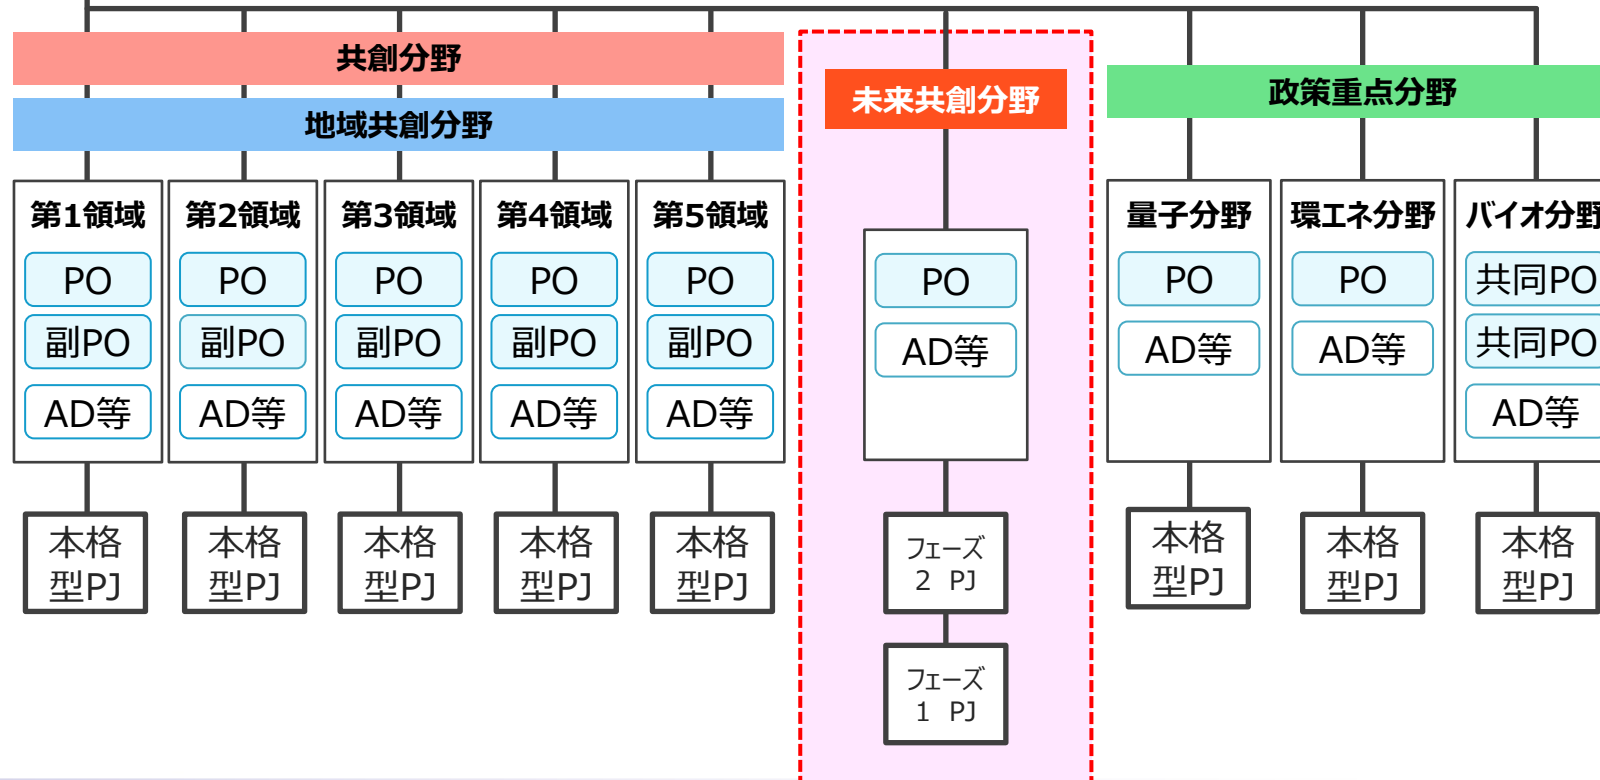 共創分野
地域共創分野
未来共創分野
政策重点分野
第1領域
PO
副PO
AD等
本格
型PJ
第2領域
PO
副PO
AD等
本格
型PJ
第3領域
PO
副PO
AD等
本格
型PJ
第4領域
PO
副PO
AD等
本格
型PJ
第5領域
PO
副PO
AD等
本格
型PJ
PO
AD等
フェーズ
2 PJ
フェーズ
1 PJ
量子分野
PO
AD等
本格
型PJ
環エネ分野
PO
AD等
本格
型PJ
バイオ分野
共同PO
共同PO
AD等
本格
型PJ